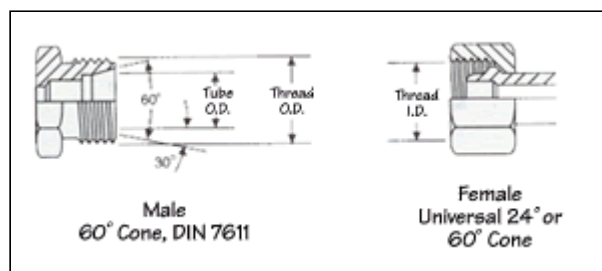 60°
Tube
O.D.
Thread
O.D.
30°
Thread
I.D.
Male
60° Cone, DIN 7611
Female
Universal 24° or
60° Cone